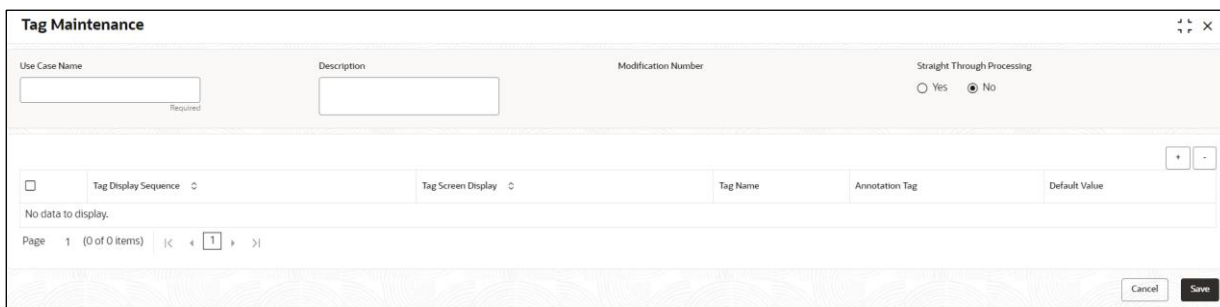 Tag Maintenance
Use Case Name
Description
Modification Number
Straight Through Processing
Required
Yes No
+ -
Tag Display Sequence Tag Screen Display Tag Name Annotation Tag Default Value
No data to display.
Page 1 (0 of 0 items) 1
Cancel Save